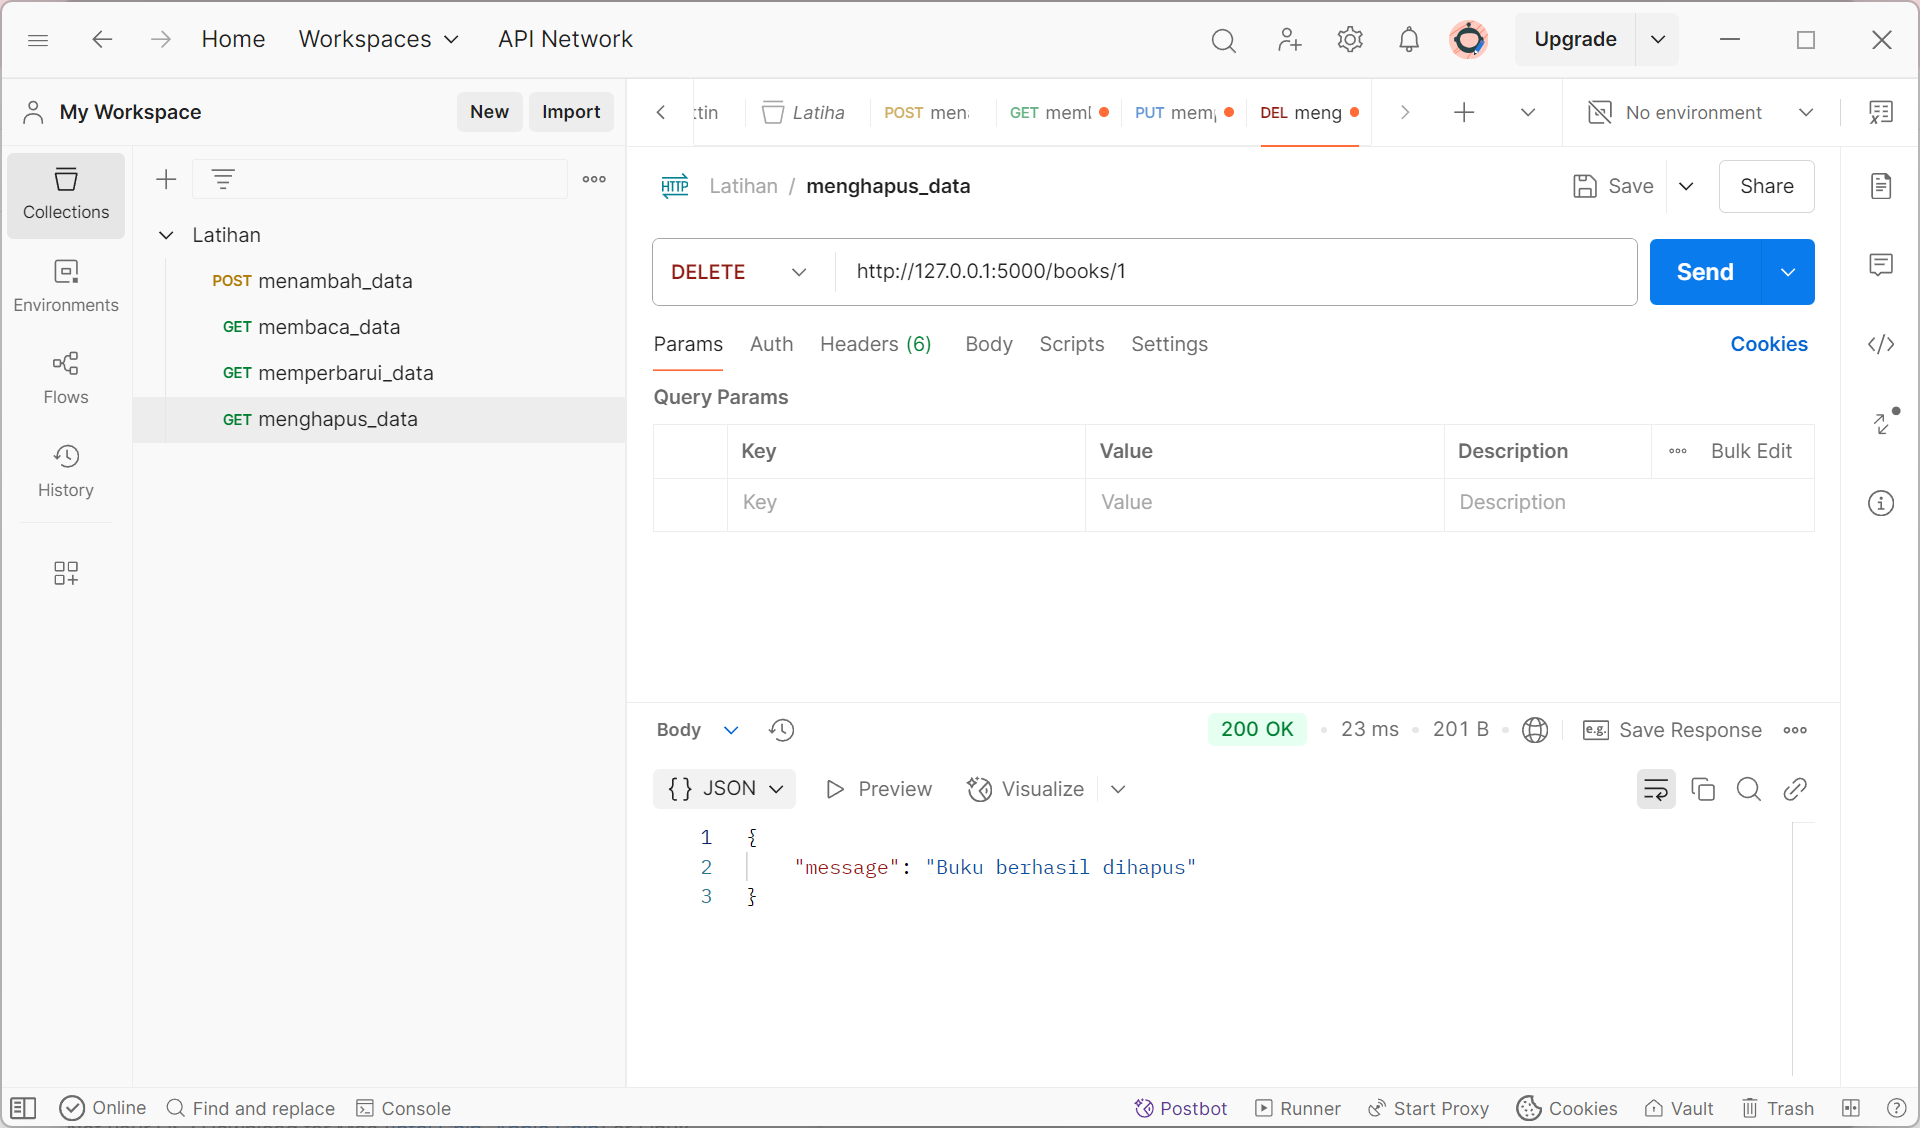 Home Workspaces API Network Upgrade
My Workspace New Import
ttin Latiha POST mena GET meml PUT mem DEL meng No environment
Collections
Environments
Flows
History
Latihan
POST menambah_data
GET membaca_data
GET memperbarui_data
GET menghapus_data
HTTP Latihan / menghapus_data Save Share
DELETE http://127.0.0.1:5000/books/1 Send
Params Auth Headers (6) Body Scripts Settings Cookies
Query Params
Key Value Description Bulk Edit
Key Value Description
Body 200 OK 23 ms 201 B e.g. Save Response
{} JSON Preview Visualize
1 {
2 "message": "Buku berhasil dihapus"
3 }
Online Find and replace Console Postbot Runner Start Proxy Cookies Vault Trash